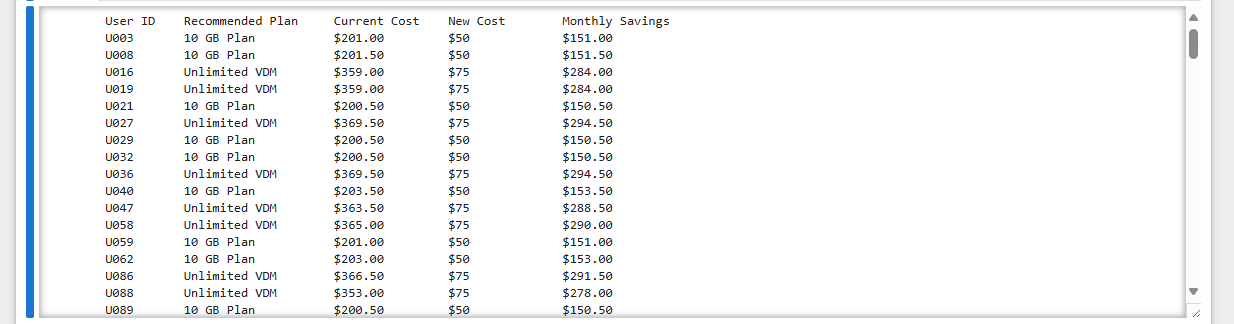 User ID    Recommended Plan     Current Cost    New Cost        Monthly Savings
U003       10 GB Plan           $201.00         $50             $151.00
U008       10 GB Plan           $201.50         $50             $151.50
U016       Unlimited VDM        $359.00         $75             $284.00
U019       Unlimited VDM        $359.00         $75             $284.00
U021       10 GB Plan           $200.50         $50             $150.50
U027       Unlimited VDM        $369.50         $75             $294.50
U029       10 GB Plan           $200.50         $50             $150.50
U032       10 GB Plan           $200.50         $50             $150.50
U036       Unlimited VDM        $369.50         $75             $294.50
U040       10 GB Plan           $203.50         $50             $153.50
U047       Unlimited VDM        $363.50         $75             $288.50
U058       Unlimited VDM        $365.00         $75             $290.00
U059       10 GB Plan           $201.00         $50             $151.00
U062       10 GB Plan           $203.00         $50             $153.00
U086       Unlimited VDM        $366.50         $75             $291.50
U088       Unlimited VDM        $353.00         $75             $278.00
U089       10 GB Plan           $200.50         $50             $150.50